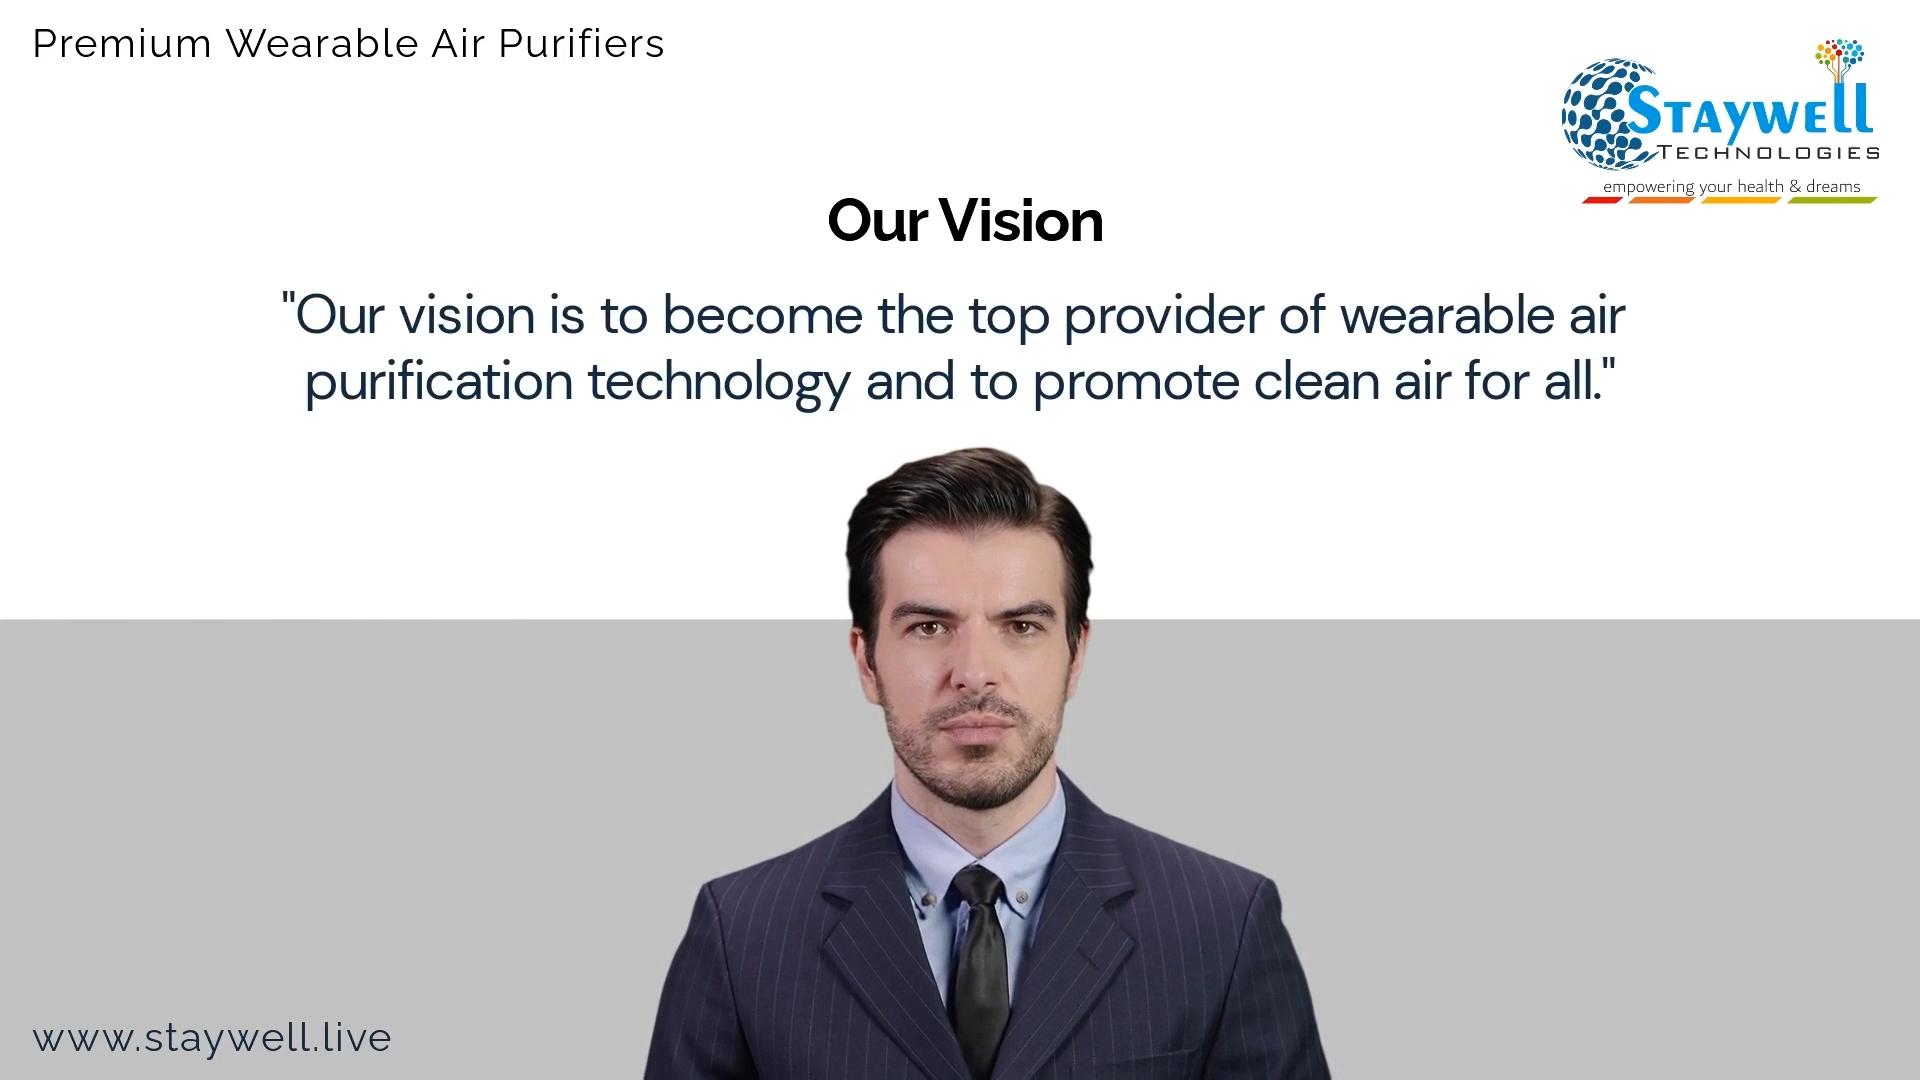 Premium Wearable Air Purifiers
STAYWELL
TECHNOLOGIES
empowering your health & dreams
Our Vision
"Our vision is to become the top provider of wearable air
purification technology and to promote clean air for all."
www.staywell.live